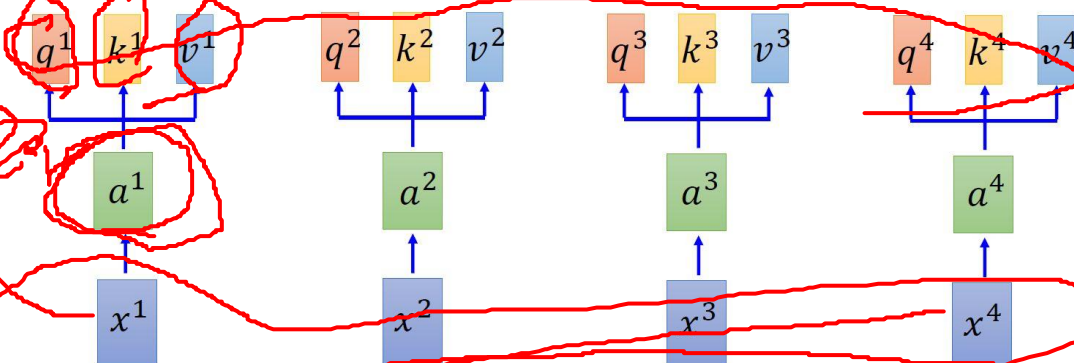 q¹ k¹ v¹ q² k² v² q³ k³ v³ q⁴ k⁴ v⁴
a¹ a² a³ a⁴
x¹ x² x³ x⁴